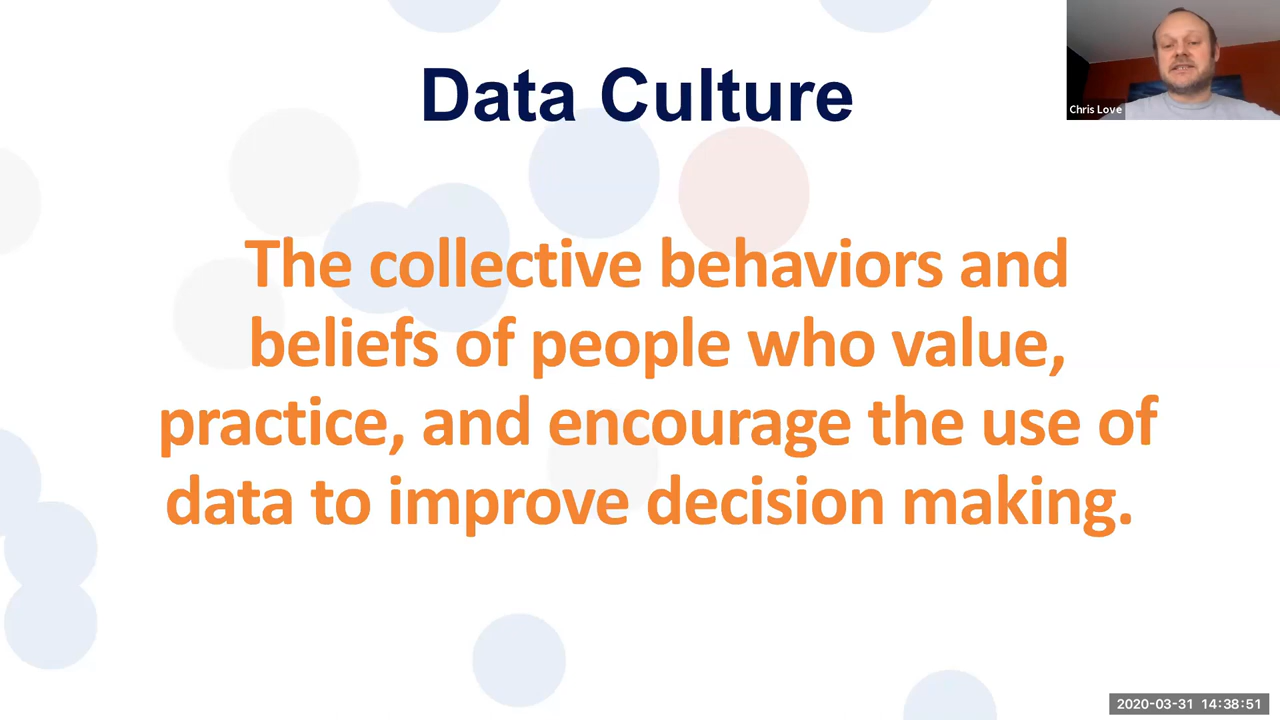 Data Culture
Chris Love
The collective behaviors and
beliefs of people who value,
practice, and encourage the use of
data to improve decision making.
2020-03-31 14:38:51